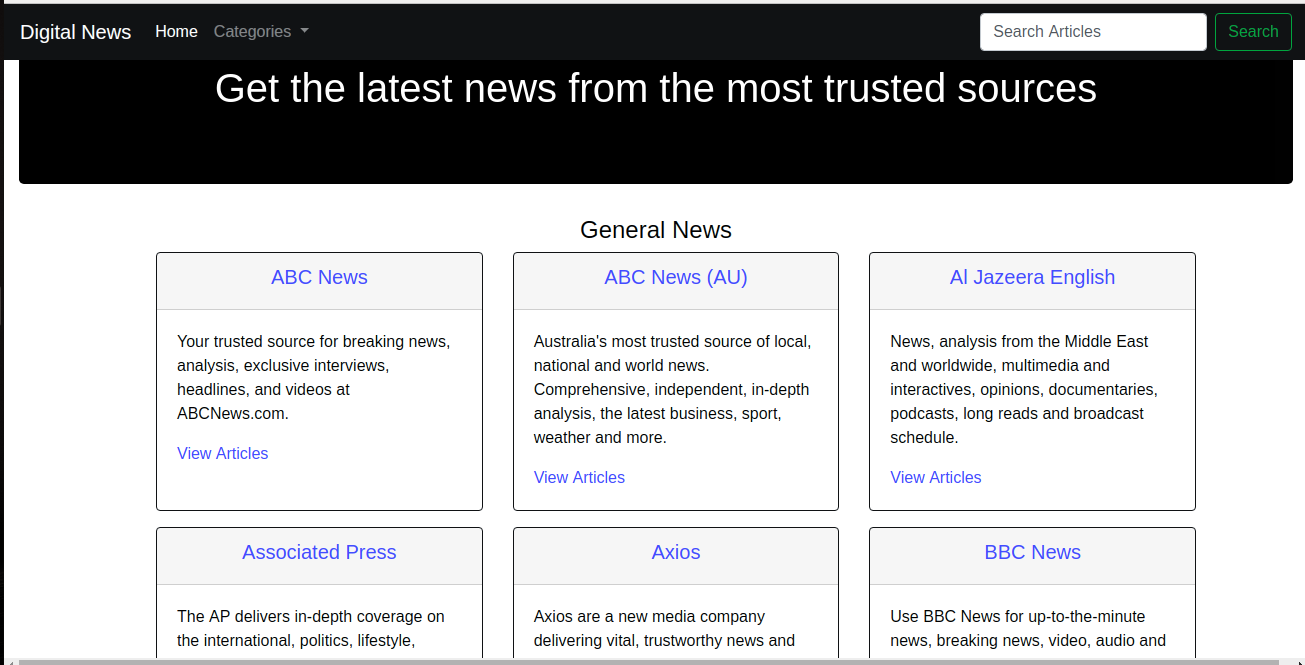 Digital News Home Categories Search Articles Search
Get the latest news from the most trusted sources
General News
ABC News
Your trusted source for breaking news,
analysis, exclusive interviews,
headlines, and videos at
ABCNews.com.
View Articles
ABC News (AU)
Australia's most trusted source of local,
national and world news.
Comprehensive, independent, in-depth
analysis, the latest business, sport,
weather and more.
View Articles
Al Jazeera English
News, analysis from the Middle East
and worldwide, multimedia and
interactives, opinions, documentaries,
podcasts, long reads and broadcast
schedule.
View Articles
Associated Press
The AP delivers in-depth coverage on
the international, politics, lifestyle,
Axios
Axios are a new media company
delivering vital, trustworthy news and
BBC News
Use BBC News for up-to-the-minute
news, breaking news, video, audio and